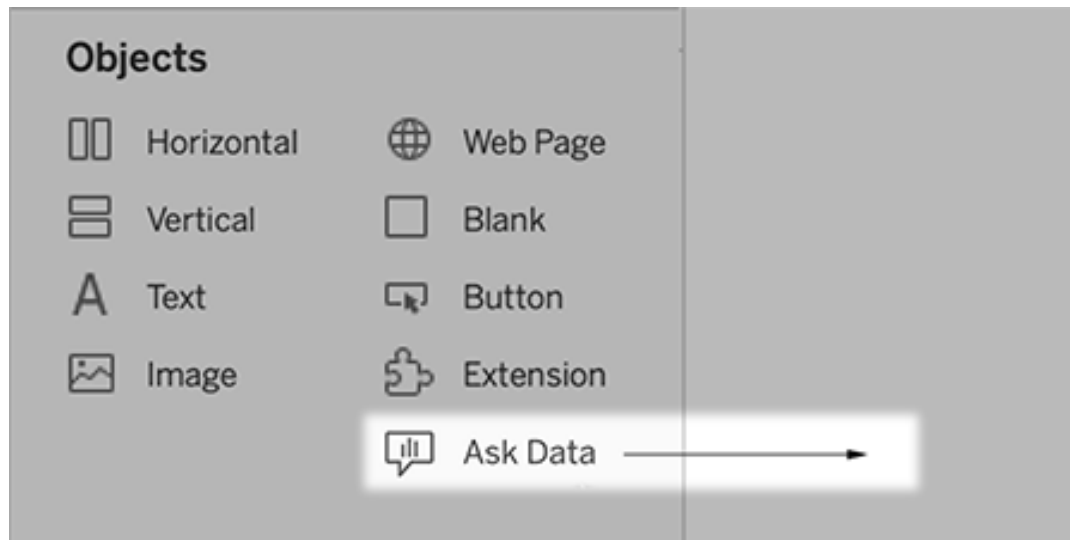 Objects
Horizontal
Web Page
Vertical
Blank
Text
Button
Image
Extension
Ask Data